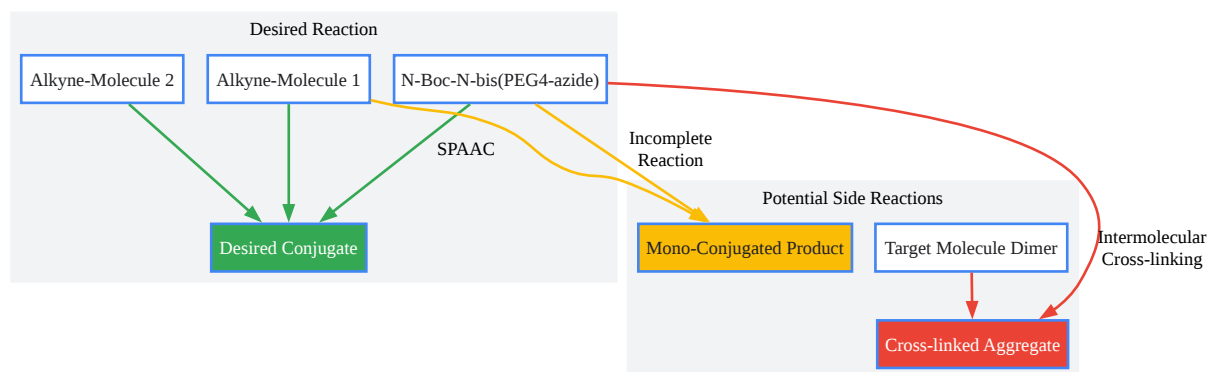 Desired Reaction
Alkyne-Molecule 2
Alkyne-Molecule 1
N-Boc-N-bis(PEG4-azide)
SPAAC
Incomplete
Reaction
Desired Conjugate
Potential Side Reactions
Mono-Conjugated Product
Target Molecule Dimer
Intermolecular
Cross-linking
Cross-linked Aggregate